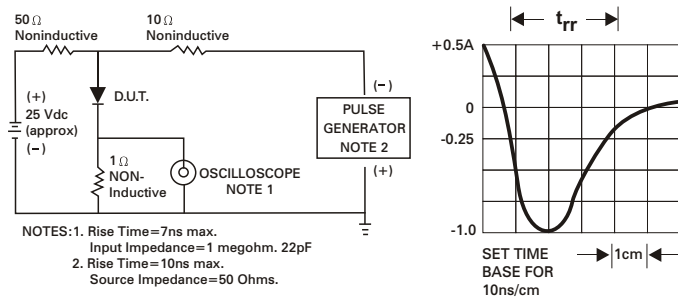 50 Ω
Noninductive
10 Ω
Noninductive
(+)
25 Vdc
(approx)
(-)
D.U.T.
1 Ω
NON-
Inductive
OSCILLOSCOPE
NOTE 1
(-)
PULSE
GENERATOR
NOTE 2
(+)
NOTES:1. Rise Time=7ns max.
Input Impedance=1 megohm. 22pF
2. Rise Time=10ns max.
Source Impedance=50 Ohms.
trr
+0.5A
0
-0.25
-1.0
SET TIME
BASE FOR
10ns/cm
1cm